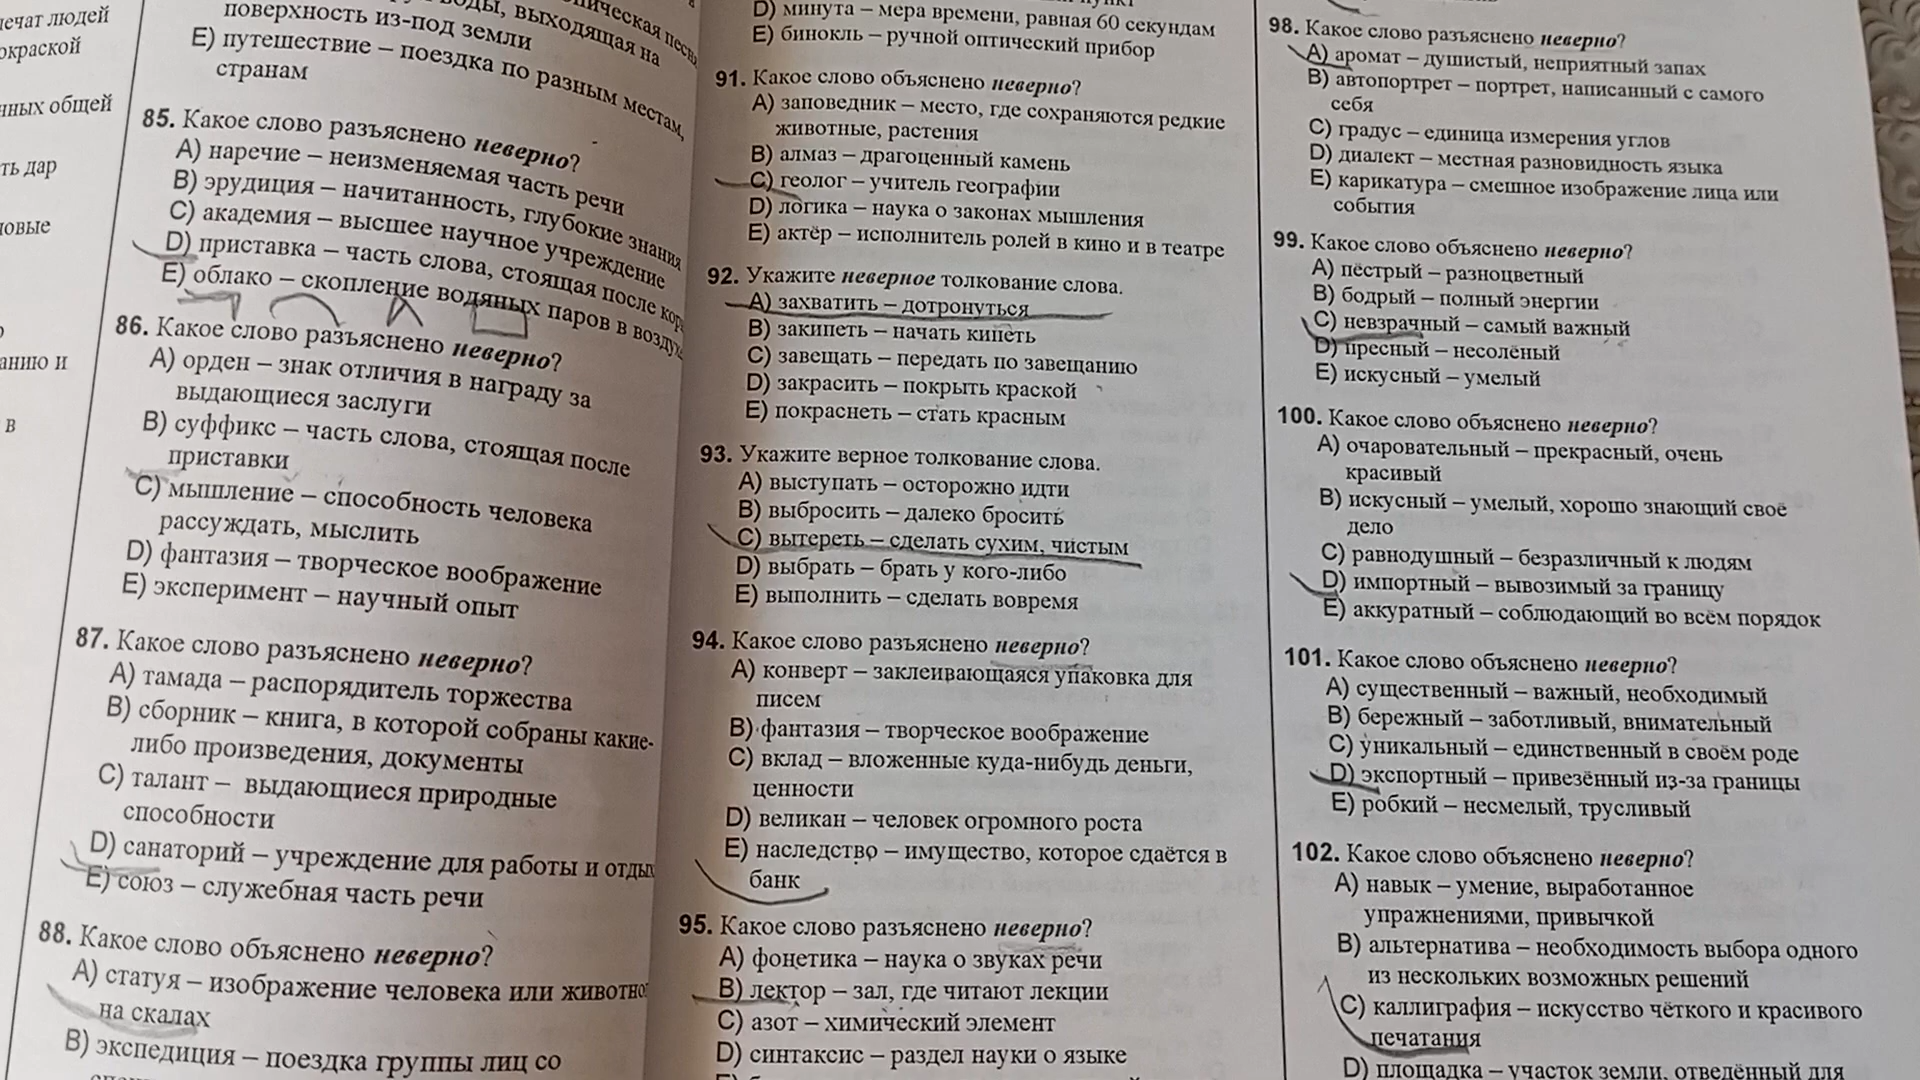 печат людей
окраской
нных общей
ть дар
ловые
анию и
в
выходящая на
поверхность из-под земли
E) путешествие – поездка по разным местам,
странам
85. Какое слово разъяснено неверно?
A) наречие – неизменяемая часть речи
B) эрудиция – начитанность, глубокие знания
C) академия – высшее научное учреждение
D) приставка – часть слова, стоящая после кор
E) облако – скопление водяных паров в воздух
86. Какое слово разъяснено неверно?
A) орден – знак отличия в награду за
выдающиеся заслуги
B) суффикс – часть слова, стоящая после
приставки
C) мышление – способность человека
рассуждать, мыслить
D) фантазия – творческое воображение
E) эксперимент – научный опыт
87. Какое слово разъяснено неверно?
A) тамада – распорядитель торжества
B) сборник – книга, в которой собраны какие-
либо произведения, документы
C) талант – выдающиеся природные
способности
D) санаторий – учреждение для работы и отды
E) союз – служебная часть речи
88. Какое слово объяснено неверно?
A) статуя – изображение человека или животно
на скалах
B) экспедиция – поездка группы лиц со
D) минута – мера времени, равная 60 секундам
E) бинокль – ручной оптический прибор
91. Какое слово объяснено неверно?
A) заповедник – место, где сохраняются редкие
животные, растения
B) алмаз – драгоценный камень
C) геолог – учитель географии
D) логика – наука о законах мышления
E) актёр – исполнитель ролей в кино и в театре
92. Укажите неверное толкование слова.
A) захватить – дотронуться
B) закипеть – начать кипеть
C) завещать – передать по завещанию
D) закрасить – покрыть краской
E) покраснеть – стать красным
93. Укажите верное толкование слова.
A) выступать – осторожно идти
B) выбросить – далеко бросить
C) вытереть – сделать сухим, чистым
D) выбрать – брать у кого-либо
E) выполнить – сделать вовремя
94. Какое слово разъяснено неверно?
A) конверт – заклеивающаяся упаковка для
писем
B) фантазия – творческое воображение
C) вклад – вложенные куда-нибудь деньги,
ценности
D) великан – человек огромного роста
E) наследство – имущество, которое сдаётся в
банк
95. Какое слово разъяснено неверно?
A) фонетика – наука о звуках речи
B) лектор – зал, где читают лекции
C) азот – химический элемент
D) синтаксис – раздел науки о языке
98. Какое слово разъяснено неверно?
A) аромат – душистый, неприятный запах
B) автопортрет – портрет, написанный с самого
себя
C) градус – единица измерения углов
D) диалект – местная разновидность языка
E) карикатура – смешное изображение лица или
события
99. Какое слово объяснено неверно?
A) пёстрый – разноцветный
B) бодрый – полный энергии
C) невзрачный – самый важный
D) пресный – несолёный
E) искусный – умелый
100. Какое слово объяснено неверно?
A) очаровательный – прекрасный, очень
красивый
B) искусный – умелый, хорошо знающий своё
дело
C) равнодушный – безразличный к людям
D) импортный – вывозимый за границу
E) аккуратный – соблюдающий во всём порядок
101. Какое слово объяснено неверно?
A) существенный – важный, необходимый
B) бережный – заботливый, внимательный
C) уникальный – единственный в своём роде
D) экспортный – привезённый из-за границы
E) робкий – несмелый, трусливый
102. Какое слово объяснено неверно?
A) навык – умение, выработанное
упражнениями, привычкой
B) альтернатива – необходимость выбора одного
из нескольких возможных решений
C) каллиграфия – искусство чёткого и красивого
печатания
D) площадка – участок земли, отведённый для